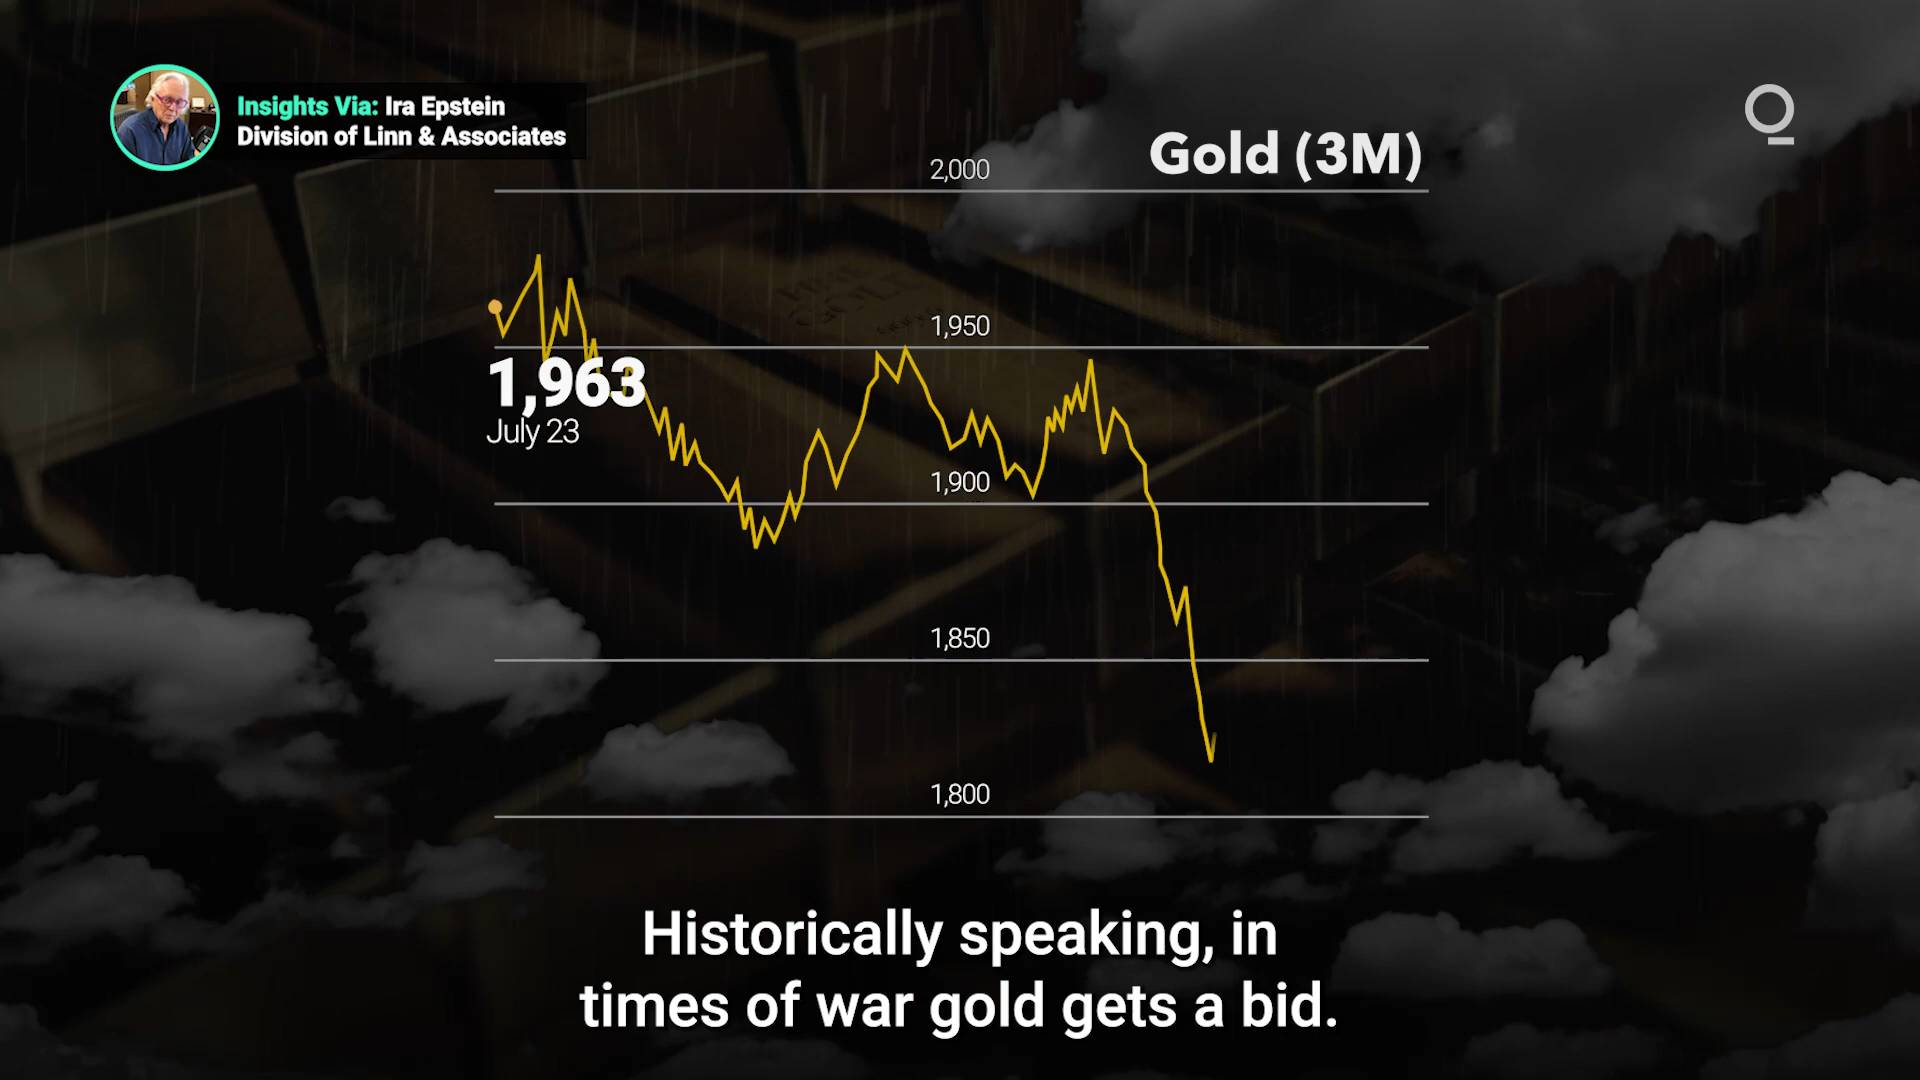 Insights Via: Ira Epstein
Division of Linn & Associates
Gold (3M)
2,000
1,950
1,963
July 23
1,900
1,850
1,800
Historically speaking, in
times of war gold gets a bid.